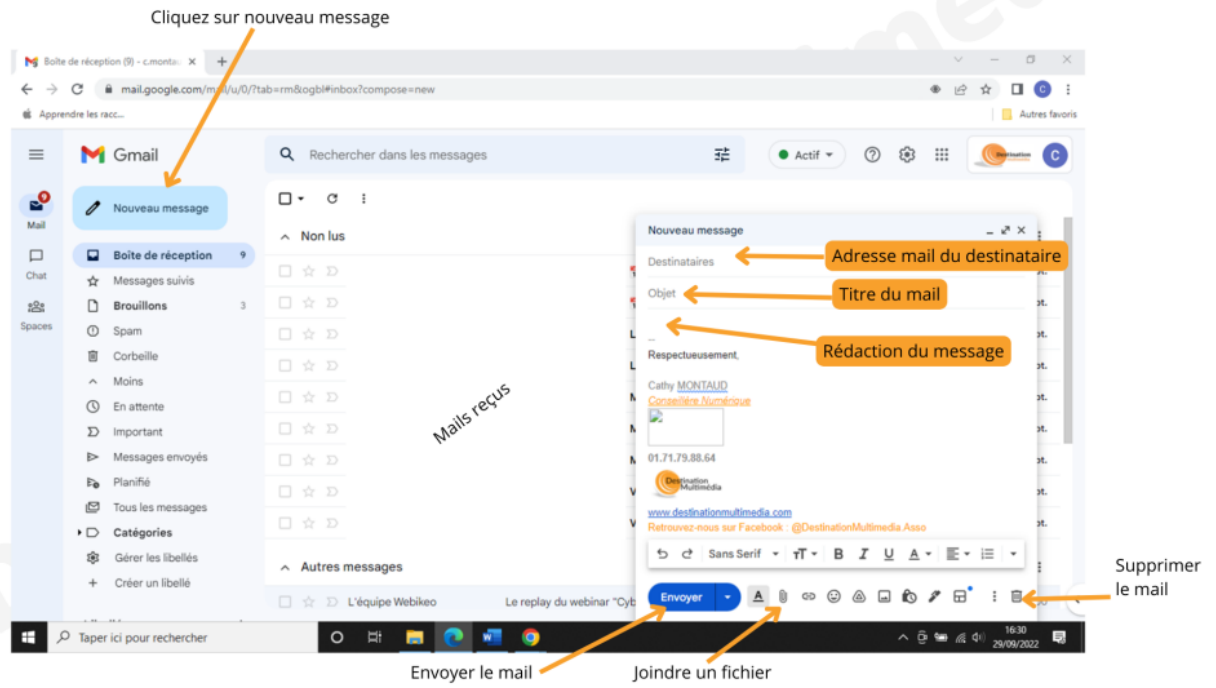 Cliquez sur nouveau message
Boîte de réception (9) - c.montau
mail.google.com/mail/u/0/?tab=rm&ogbl#inbox?compose=new
C
Apprendre les racc...
Autres favoris
Gmail
Rechercher dans les messages
Actif
Destination
C
9
Mail
Nouveau message
Chat
Spaces
Boîte de réception 9
Messages suivis
Brouillons 3
Spam
Corbeille
Moins
En attente
Important
Messages envoyés
Planifié
Tous les messages
Catégories
Gérer les libellés
Créer un libellé
Non lus
Mails reçus
Autres messages
L'équipe Webikeo Le replay du webinar "Cyb
Nouveau message
Destinataires
Adresse mail du destinataire
Objet
Titre du mail
Rédaction du message
--
Respectueusement,
Cathy MONTAUD
Conseillère Numérique
01.71.79.88.64
Destination
Multimédia
www.destinationmultimedia.com
Retrouvez-nous sur Facebook : @DestinationMultimedia.Asso
Sans Serif
B I U A
Envoyer
A
Supprimer
le mail
Taper ici pour rechercher
16:30
29/09/2022
Envoyer le mail
Joindre un fichier